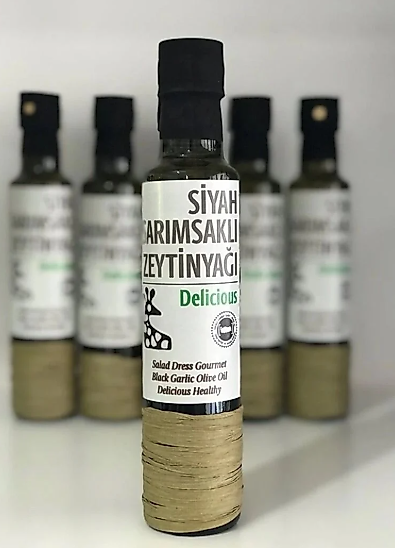 SİYAH
SARIMSAKLI
ZEYTİNYAĞI
Delicious
Salad Dress Gourmet
Black Garlic Olive Oil
Delicious Healthy